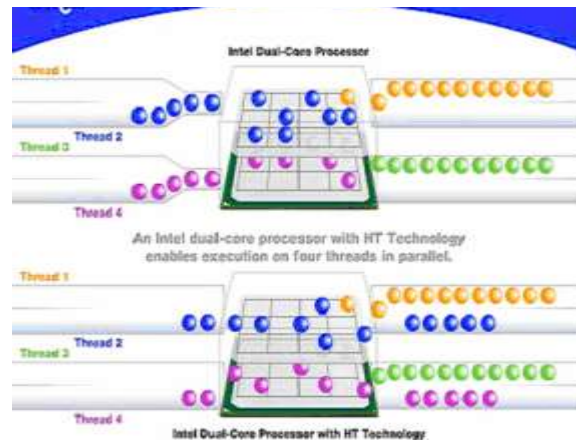 Intel Dual-Core Processor
Thread 1
Thread 2
Thread 3
Thread 4
An Intel dual-core processor with HT Technology
enables execution on four threads in parallel.
Thread 1
Thread 2
Thread 3
Thread 4
Intel Dual-Core Processor with HT Technology